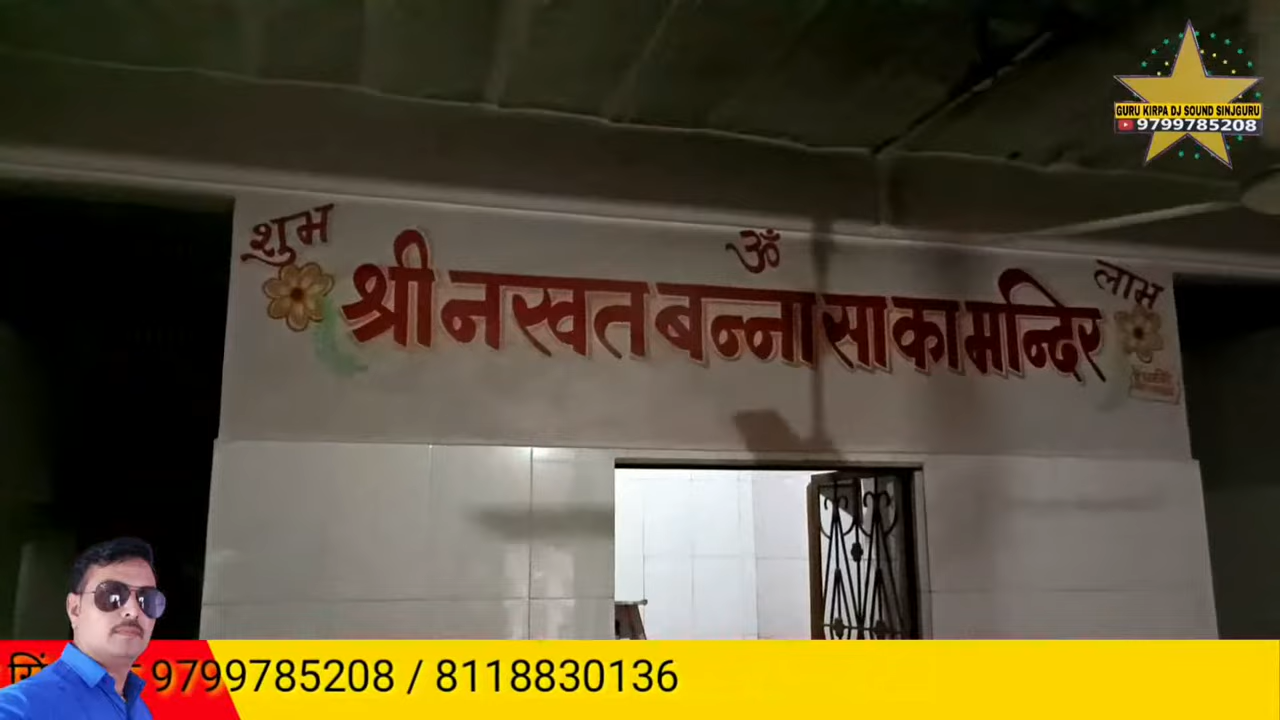 GURU KIRPA DJ SOUND SINJGURU
9799785208
शुभ
ॐ
लाभ
श्री नखत बन्ना सा का मन्दिर
9799785208 / 8118830136